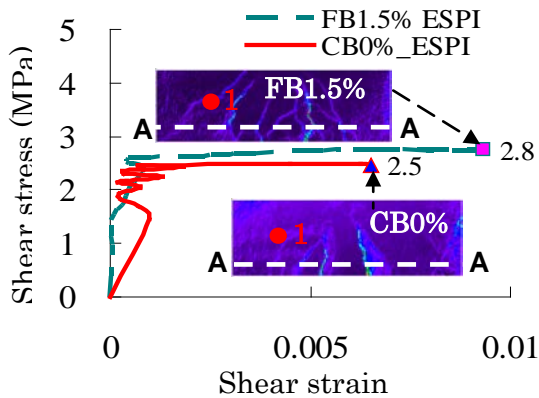 FB1.5% ESPI
CB0%_ESPI
Shear stress (MPa)
5
4
3
2
1
0
FB1.5%
1
A
A
2.8
2.5
CB0%
1
A
A
0
0.005
0.01
Shear strain